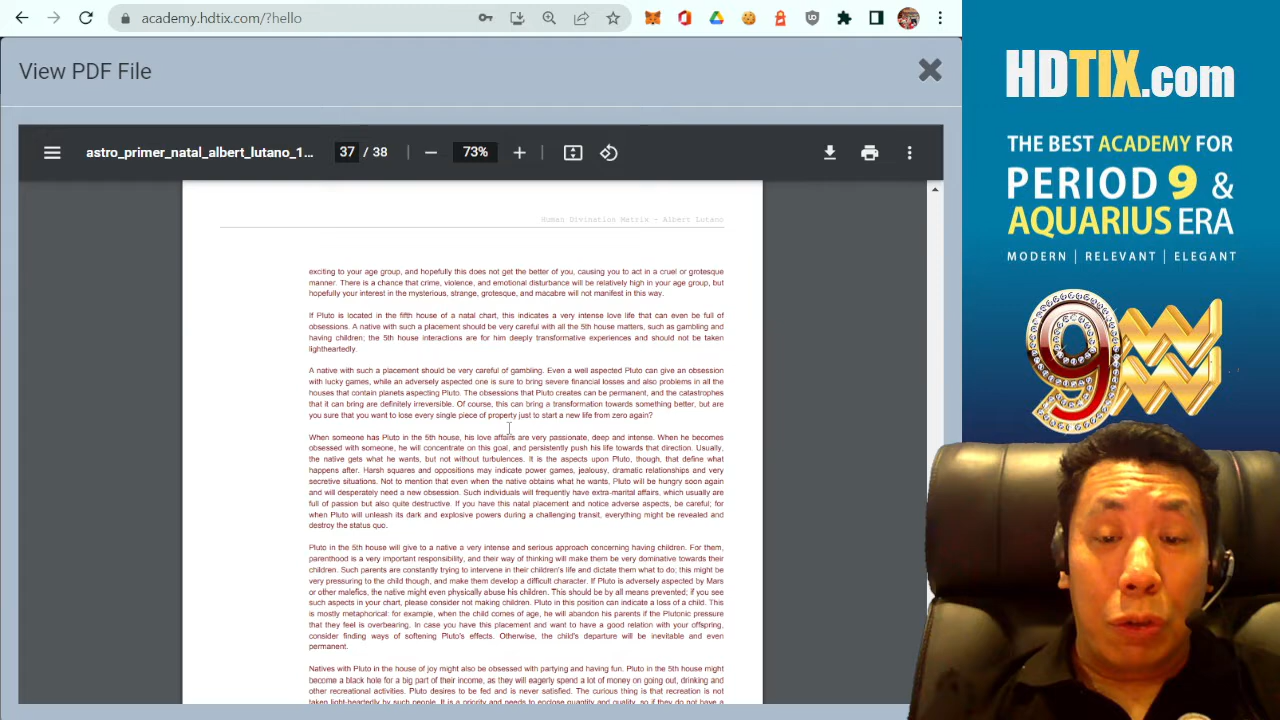 academy.hdtix.com/?hello
View PDF File
astro_primer_natal_albert_lutano_1...
37 / 38
73%
Human Divination Matrix - Albert Lutano
exciting to your age group, and hopefully this does not get the better of you, causing you to act in a cruel or grotesque
manner. There is a chance that crime, violence, and emotional disturbance will be relatively high in your age group, but
hopefully your interest in the mysterious, strange, grotesque, and macabre will not manifest in this way.
If Pluto is located in the fifth house of a natal chart, this indicates a very intense love life that can even be full of
obsessions. A native with such a placement should be very careful with all the 5th house matters, such as gambling and
having children; the 5th house interactions are for him deeply transformative experiences and should not be taken
lightheartedly.
A native with such a placement should be very careful of gambling. Even a well aspected Pluto can give an obsession
with lucky games, while an adversely aspected one is sure to bring severe financial losses and also problems in all the
houses that contain planets aspecting Pluto. The obsessions that Pluto creates can be permanent, and the catastrophes
that it can bring are definitely irreversible. Of course, this can bring a transformation towards something better, but are
you sure that you want to lose every single piece of property just to start a new life from zero again?
When someone has Pluto in the 5th house, his love affairs are very passionate, deep and intense. When he becomes
obsessed with someone, he will concentrate on this goal, and persistently push his life towards that direction. Usually,
the native gets what he wants, but not without turbulences. It is the aspects upon Pluto, though, that define what
happens after. Harsh squares and oppositions may indicate power games, jealousy, dramatic relationships and very
secretive situations. Not to mention that even when the native obtains what he wants, Pluto will be hungry soon again
and will desperately need a new obsession. Such individuals will frequently have extra-marital affairs, which usually are
full of passion but also quite destructive. If you have this natal placement and notice adverse aspects, be careful; for
when Pluto will unleash its dark and explosive powers during a challenging transit, everything might be revealed and
destroy the status quo.
Pluto in the 5th house will give to a native a very intense and serious approach concerning having children. For them,
parenthood is a very important responsibility, and their way of thinking will make them be very dominative towards their
children. Such parents are constantly trying to intervene in their children's life and dictate them what to do; this might be
very pressuring to the child though, and make them develop a difficult character. If Pluto is adversely aspected by Mars
or other malefics, the native might even physically abuse his children. This should be by all means prevented; if you see
such aspects in your chart, please consider not making children. Pluto in this position can indicate a loss of a child. This
is mostly metaphorical: for example, when the child comes of age, he will abandon his parents if the Plutonic pressure
that they feel is overbearing. In case you have this placement and want to have a good relation with your offspring,
consider finding ways of softening Pluto's effects. Otherwise, the child's departure will be inevitable and even
permanent.
Natives with Pluto in the house of joy might also be obsessed with partying and having fun. Pluto in the 5th house might
become a black hole for a big part of their income, as they will eagerly spend a lot of money on going out, drinking and
other recreational activities. Pluto desires to be fed and is never satisfied. The curious thing is that recreation is not
taken light-headedly by such people. It is a priority and needs to enclose quantity and quality, so if they do not have a
HDTIX.com
THE BEST ACADEMY FOR
PERIOD 9 &
AQUARIUS ERA
MODERN | RELEVANT | ELEGANT
9